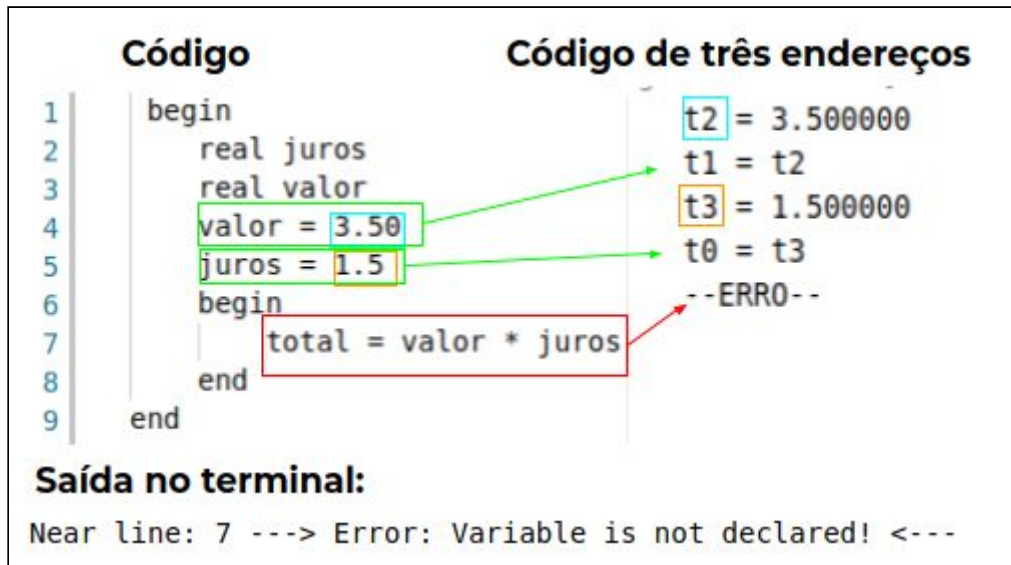 Código
1 begin
2 real juros
3 real valor
4 valor = 3.50
5 juros = 1.5
6 begin
7 total = valor * juros
8 end
9 end
Código de três endereços
t2 = 3.500000
t1 = t2
t3 = 1.500000
t0 = t3
--ERRO--
Saída no terminal:
Near line: 7 ---> Error: Variable is not declared! <---